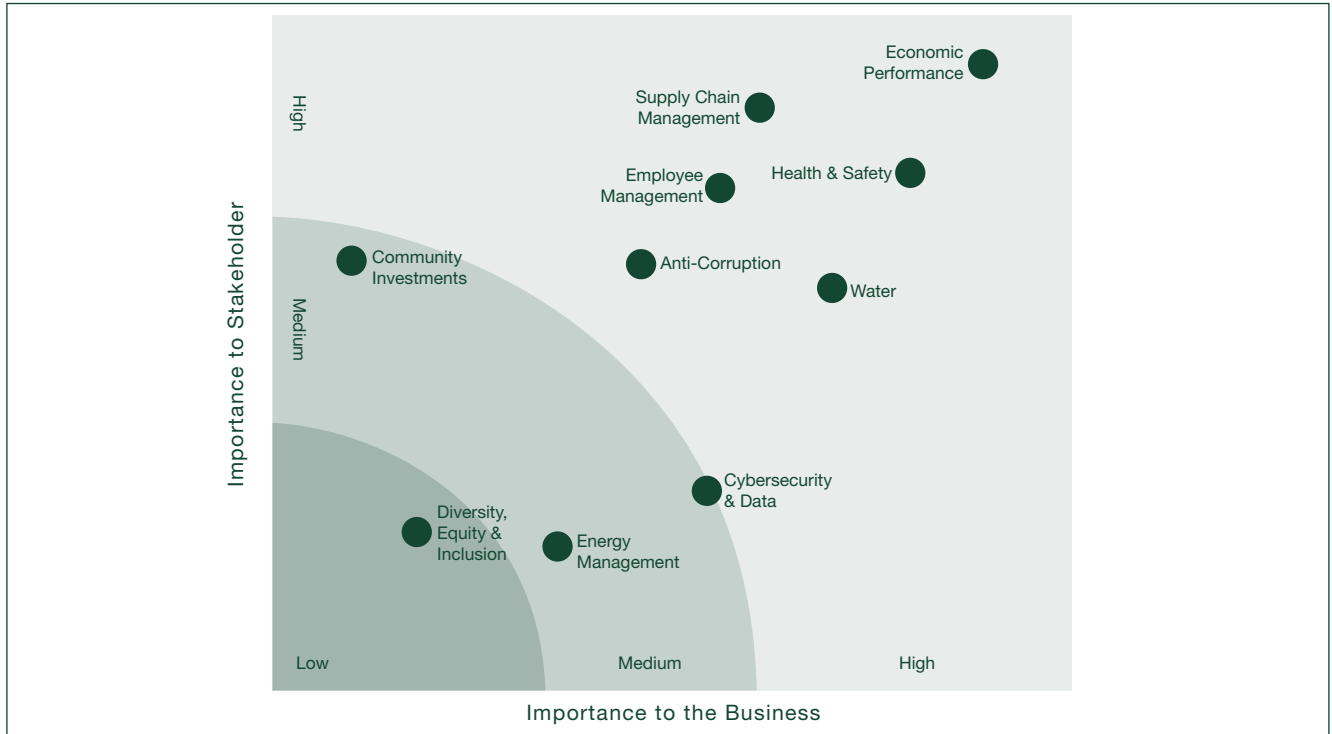 Economic
Performance
Supply Chain
Management
High
Health & Safety
Employee
Management
Importance to Stakeholder
Community
Investments
Anti-Corruption
Water
Medium
Cybersecurity
& Data
Diversity,
Equity &
Inclusion
Energy
Management
Low
Medium
High
Importance to the Business